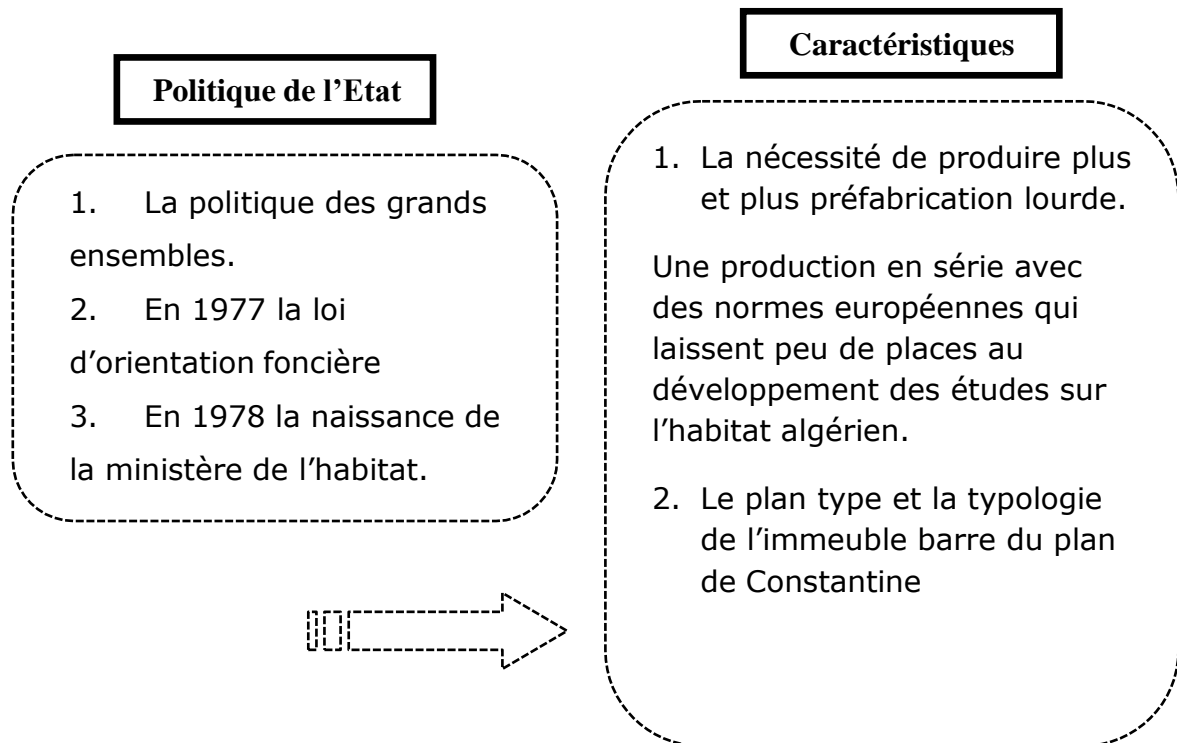 Politique de l’Etat
1. La politique des grands
ensembles.
2. En 1977 la loi
d’orientation foncière
3. En 1978 la naissance de
la ministère de l’habitat.
Caractéristiques
1. La nécessité de produire plus
et plus préfabrication lourde.
Une production en série avec
des normes européennes qui
laissent peu de places au
développement des études sur
l’habitat algérien.
2. Le plan type et la typologie
de l’immeuble barre du plan
de Constantine